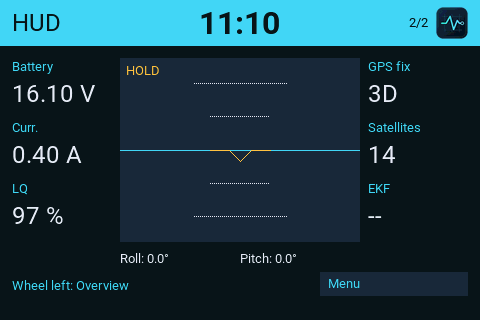 HUD
11:10
2/2
Battery
16.10 V
Curr.
0.40 A
LQ
97 %
HOLD
GPS fix
3D
Satellites
14
EKF
--
Roll: 0.0°
Pitch: 0.0°
Wheel left: Overview
Menu